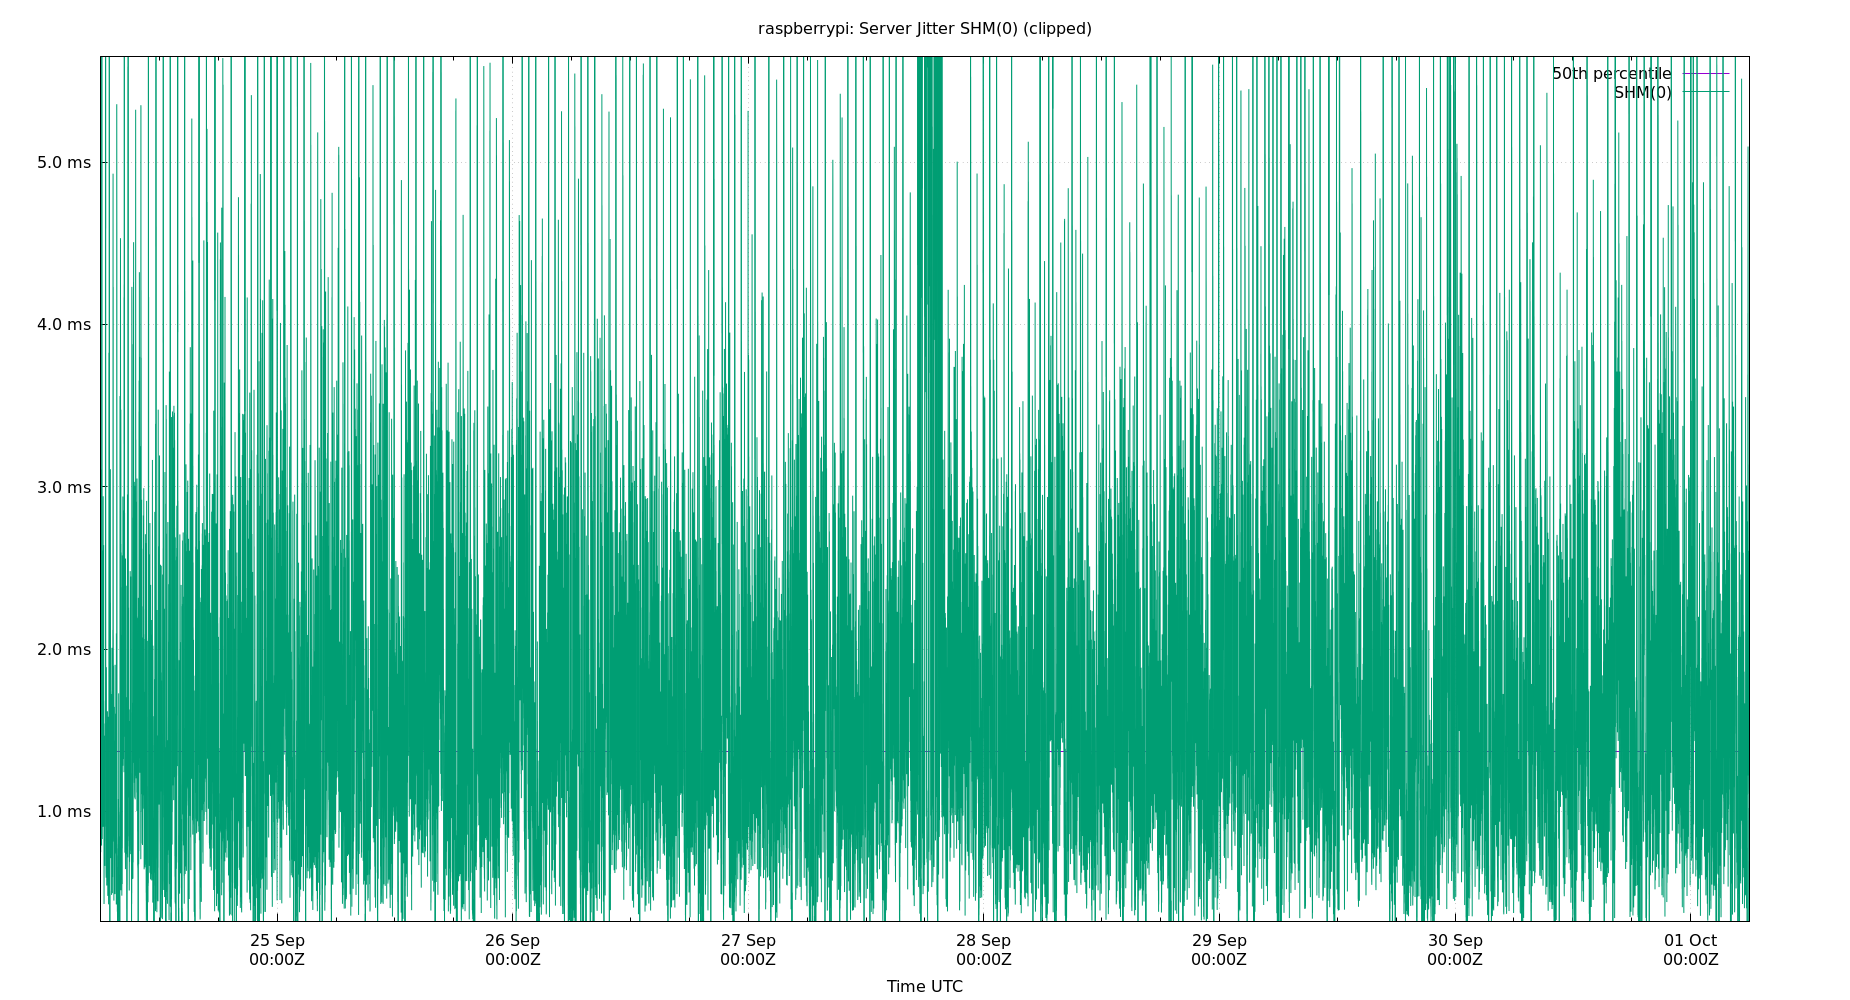 raspberrypi: Server Jitter SHM(0) (clipped)
50th percentile
SHM(0)
5.0 ms
4.0 ms
3.0 ms
2.0 ms
1.0 ms
25 Sep 26 Sep 27 Sep 28 Sep 29 Sep 30 Sep 01 Oct
00:00Z 00:00Z 00:00Z 00:00Z 00:00Z 00:00Z 00:00Z
Time UTC